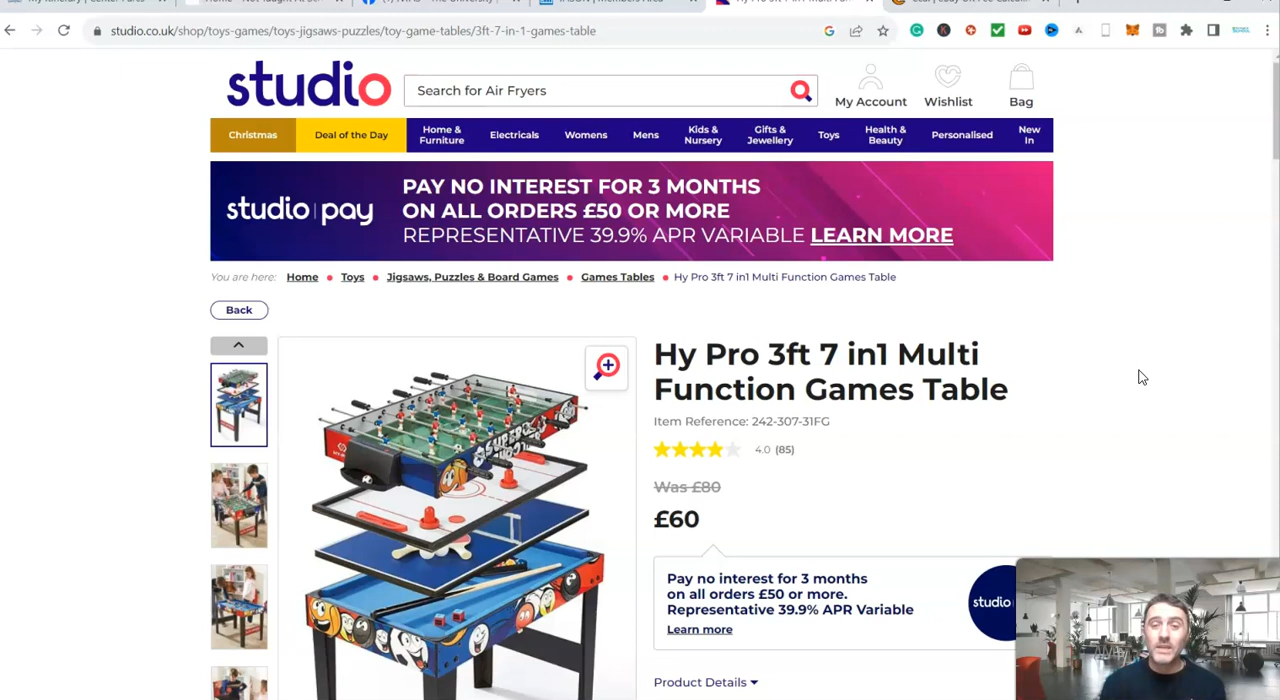 studio.co.uk/shop/toys-games/toys-jigsaws-puzzles/toy-game-tables/3ft-7-in-1-games-table
studio
Search for Air Fryers
My Account
Wishlist
Bag
Christmas
Deal of the Day
Home & Furniture
Electricals
Womens
Mens
Kids & Nursery
Gifts & Jewellery
Toys
Health & Beauty
Personalised
New In
studio | pay
PAY NO INTEREST FOR 3 MONTHS
ON ALL ORDERS £50 OR MORE
REPRESENTATIVE 39.9% APR VARIABLE LEARN MORE
You are here: Home • Toys • Jigsaws, Puzzles & Board Games • Games Tables • Hy Pro 3ft 7 in1 Multi Function Games Table
Back
Hy Pro 3ft 7 in1 Multi
Function Games Table
Item Reference: 242-307-31FG
4.0 (85)
Was £80
£60
Pay no interest for 3 months
on all orders £50 or more.
Representative 39.9% APR Variable
Learn more
studio
Product Details